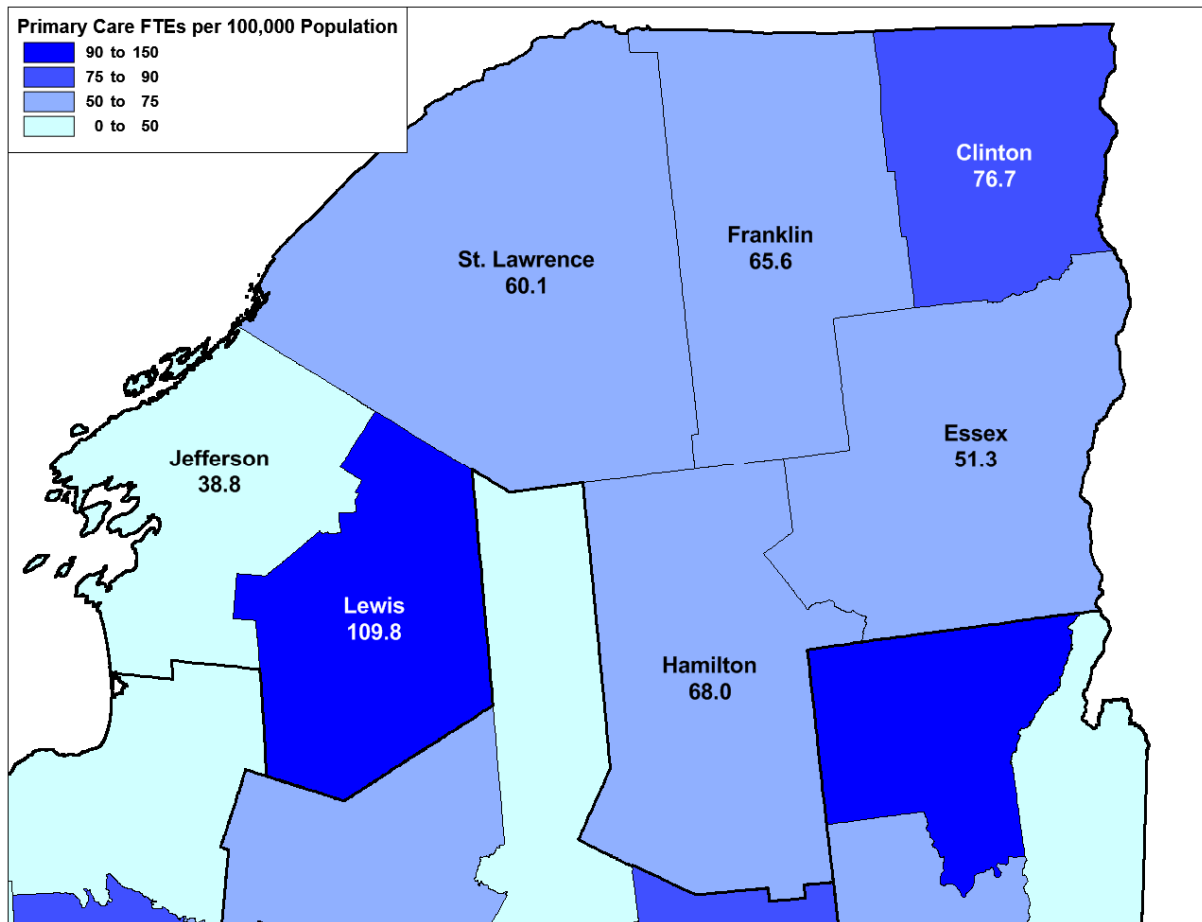 Primary Care FTEs per 100,000 Population
90 to 150
75 to 90
50 to 75
0 to 50
Clinton
76.7
Franklin
65.6
St. Lawrence
60.1
Essex
51.3
Jefferson
38.8
Lewis
109.8
Hamilton
68.0